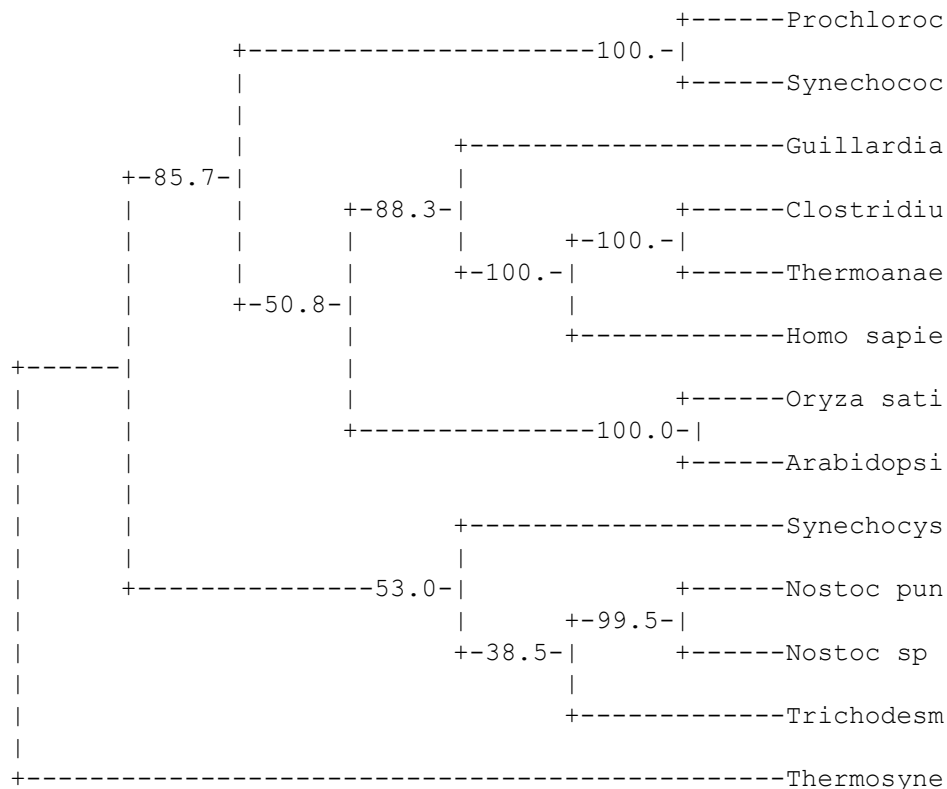 +------Prochloroc
+----------------------100.-|
| +------Synechococ
|
| +--------------------Guillardia
+-85.7-| |
| | +-88.3-| +------Clostridiu
| | | | +-100.-|
| | | +-100.-| +------Thermoanae
| +-50.8-| |
| | +-------------Homo sapie
+------| |
| | | +------Oryza sati
| | +---------------100.0-|
| | +------Arabidopsi
| |
| | +--------------------Synechocys
| | |
| +---------------53.0-| +------Nostoc pun
| | +-99.5-|
| +-38.5-| +------Nostoc sp
| |
| +-------------Trichodesm
|
+------------------------------------------------Thermosyne